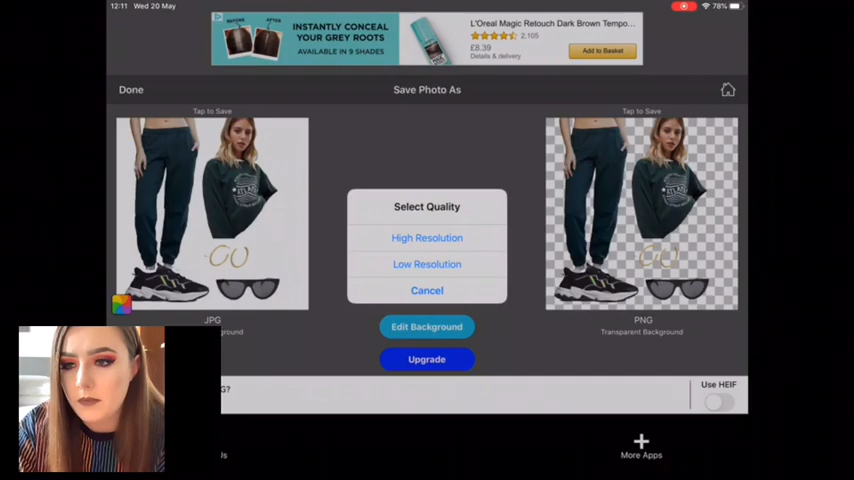 12:11 Wed 20 May
78%
BEFORE AFTER
INSTANTLY CONCEAL
YOUR GREY ROOTS
AVAILABLE IN 9 SHADES
L'Oreal Magic Retouch Dark Brown Tempo...
2,105
£8.39
Details & delivery
Add to Basket
Done
Save Photo As
Tap to Save
Tap to Save
Select Quality
High Resolution
Low Resolution
Cancel
JPG
ground
PNG
Transparent Background
Edit Background
Upgrade
G?
Use HEIF
Us
More Apps